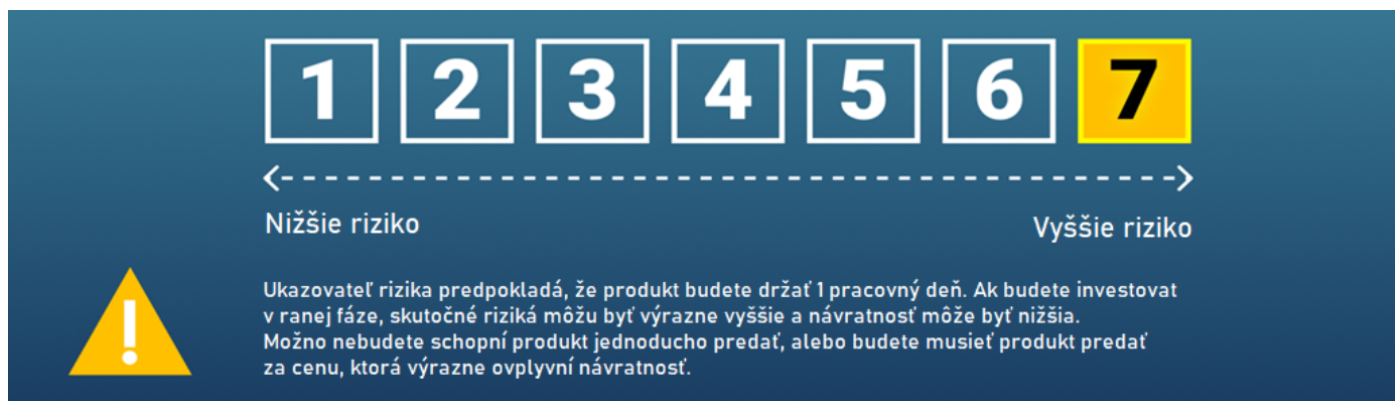 1 2 3 4 5 6 7
Nižšie riziko
Vyššie riziko
!
Ukazovateľ rizika predpokladá, že produkt budete držať 1 pracovný deň. Ak budete investovat
v ranej fáze, skutočné riziká môžu byť výrazne vyššie a návratnosť môže byť nižšia.
Možno nebudete schopní produkt jednoducho predať, alebo budete musieť produkt predať
za cenu, ktorá výrazne ovplyvní návratnosť.